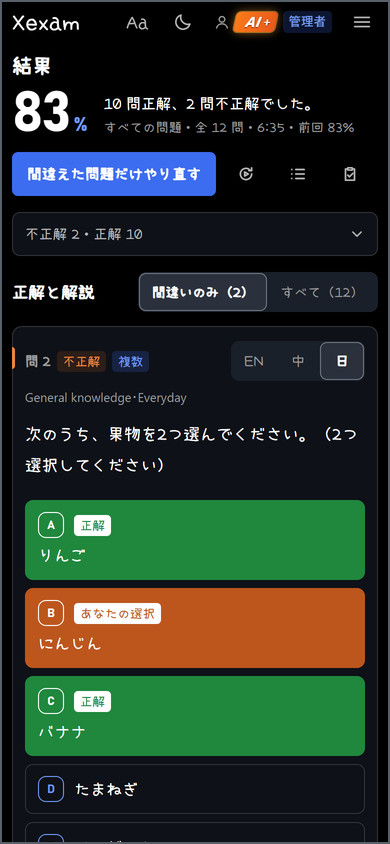 Xexam Aa AI+ 管理者
結果
83%
10 問正解、2 問不正解でした。
すべての問題・全 12 問・6:35・前回 83%
間違えた問題だけやり直す
不正解 2・正解 10
正解と解説 間違いのみ (2) すべて (12)
問 2 不正解 複数 EN 中 日
General knowledge·Everyday
次のうち、果物を2つ選んでください。(2つ
選択してください)
A 正解
りんご
B あなたの選択
にんじん
C 正解
バナナ
D たまねぎ